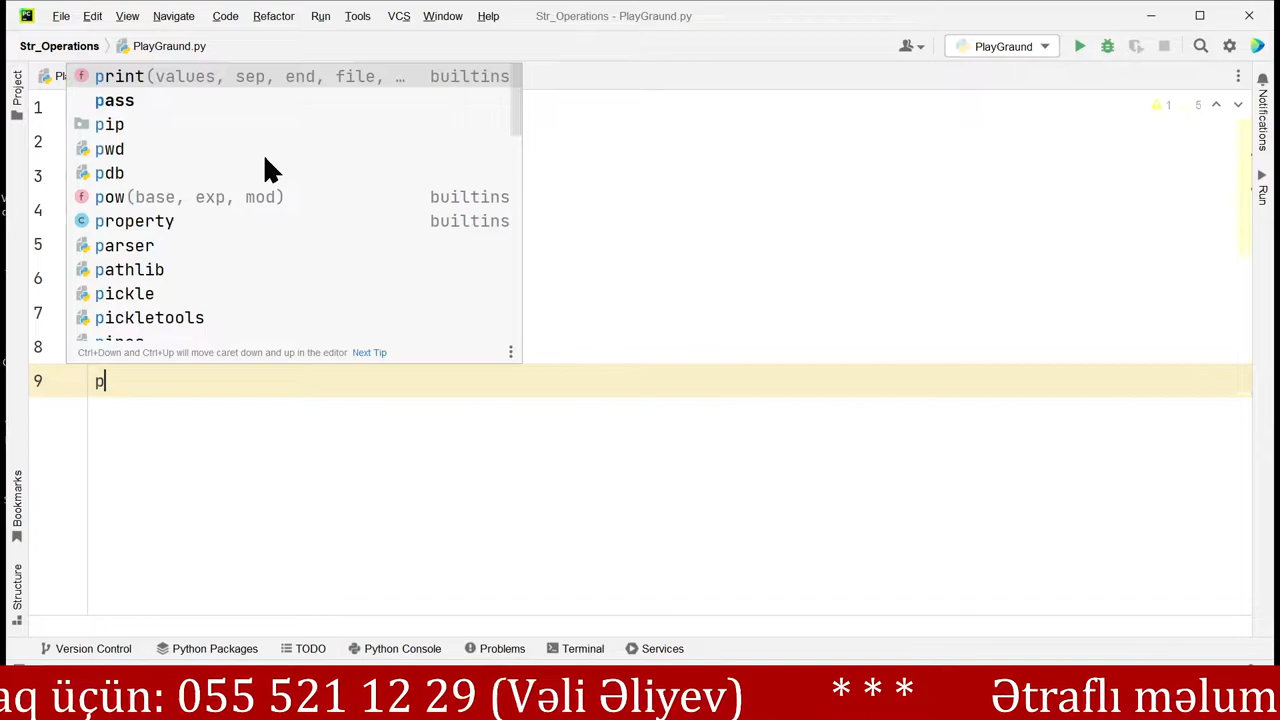 File Edit View Navigate Code Refactor Run Tools VCS Window Help Str_Operations - PlayGraund.py
Str_Operations PlayGraund.py PlayGraund
Project
Pl
Notifications
Run
1 5
1
2
3
4
5
6
7
8
print(values, sep, end, file, … builtins
pass
pip
pwd
pdb
pow(base, exp, mod) builtins
property builtins
parser
pathlib
pickle
pickletools
Ctrl+Down and Ctrl+Up will move caret down and up in the editor Next Tip
9 p
Bookmarks
Structure
Version Control Python Packages TODO Python Console Problems Terminal Services
aq üçün: 055 521 12 29 (Vəli Əliyev) * * * Ətraflı məlum